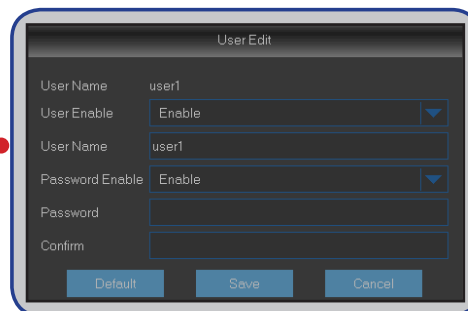 User Edit
User Name user1
User Enable Enable
User Name user1
Password Enable Enable
Password
Confirm
Default Save Cancel